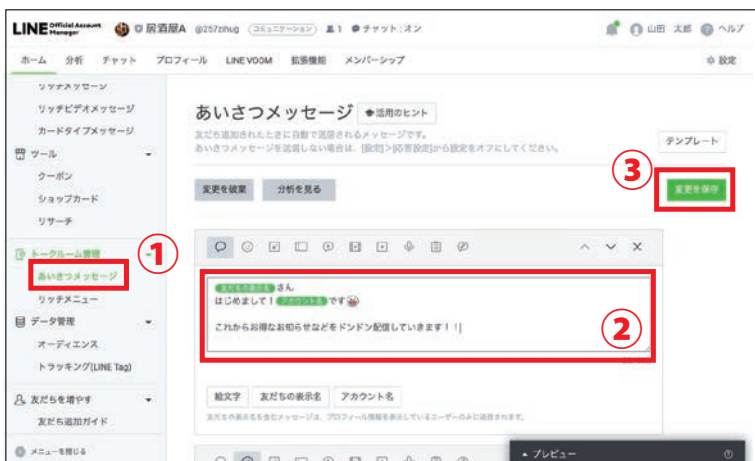 LINE Official Account Manager 居酒屋A @257zihug コミュニケーション 1 チャット:オン 山田 太郎 ヘルプ
ホーム 分析 チャット プロフィール LINE VOOM 拡張機能 メンバーシップ 設定
リッチメッセージ
リッチビデオメッセージ
カードタイプメッセージ
ツール
クーポン
ショップカード
リサーチ
トークルーム管理
あいさつメッセージ
リッチメニュー
データ管理
オーディエンス
トラッキング(LINE Tag)
友だちを増やす
友だち追加ガイド
メニューを閉じる
①
あいさつメッセージ 活用のヒント
友だち追加されたときに自動で送信されるメッセージです。
あいさつメッセージを送信しない場合は、[設定]>[応答設定]から設定をオフにしてください。
テンプレート
変更を破棄 分析を見る
③
変更を保存
友だちの表示名 さん
はじめまして!アカウント名 です
これからお得なお知らせなどをドンドン配信していきます!!
②
絵文字 友だちの表示名 アカウント名
友だちの表示名を含むメッセージは、プロフィール情報を表示しているユーザーのみに送信されます。
プレビュー